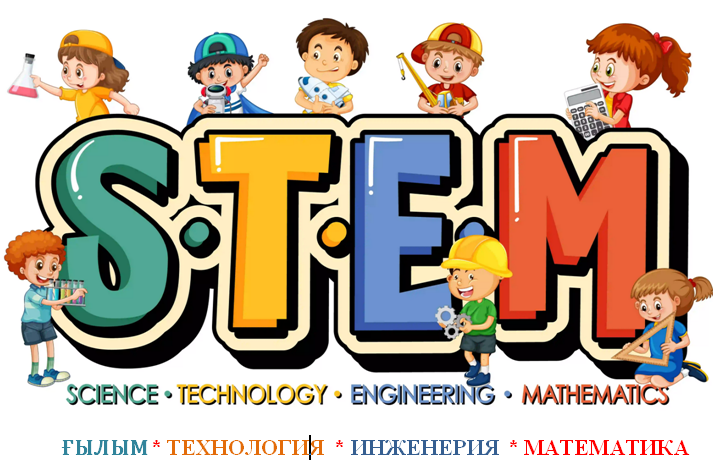 S·T·E·M
SCIENCE • TECHNOLOGY • ENGINEERING • MATHEMATICS
ҒЫЛЫМ * ТЕХНОЛОГИЯ * ИНЖЕНЕРИЯ * МАТЕМАТИКА